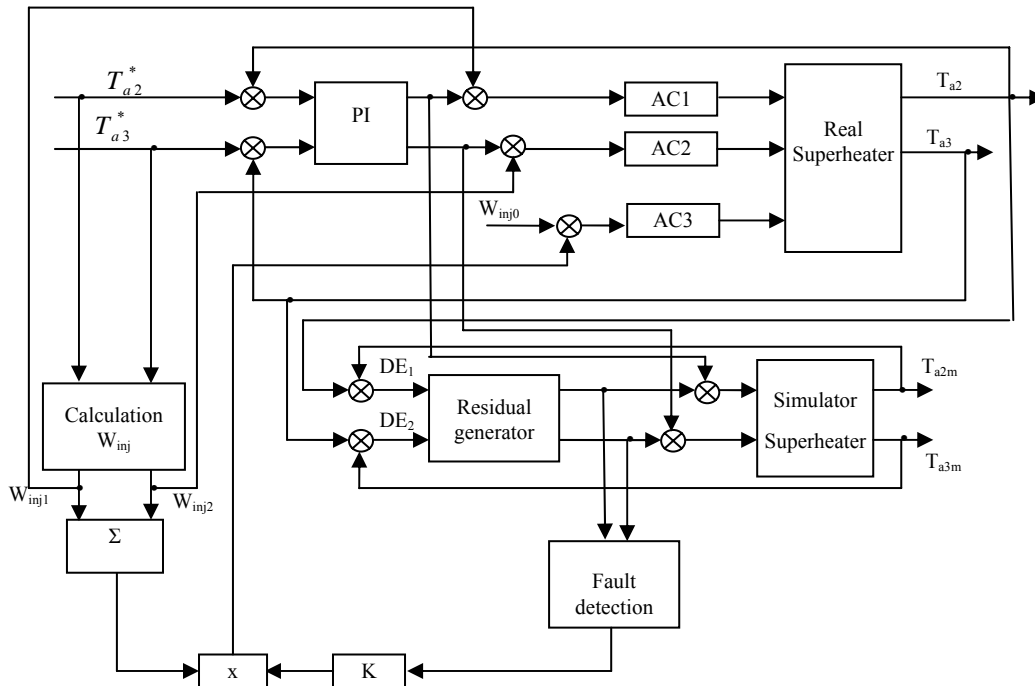 T*a2
T*a3
PI
AC1
AC2
AC3
Winj0
Real
Superheater
Ta2
Ta3
DE1
DE2
Residual
generator
Simulator
Superheater
Ta2m
Ta3m
Calculation
Winj
Winj1
Winj2
Σ
Fault
detection
x
K